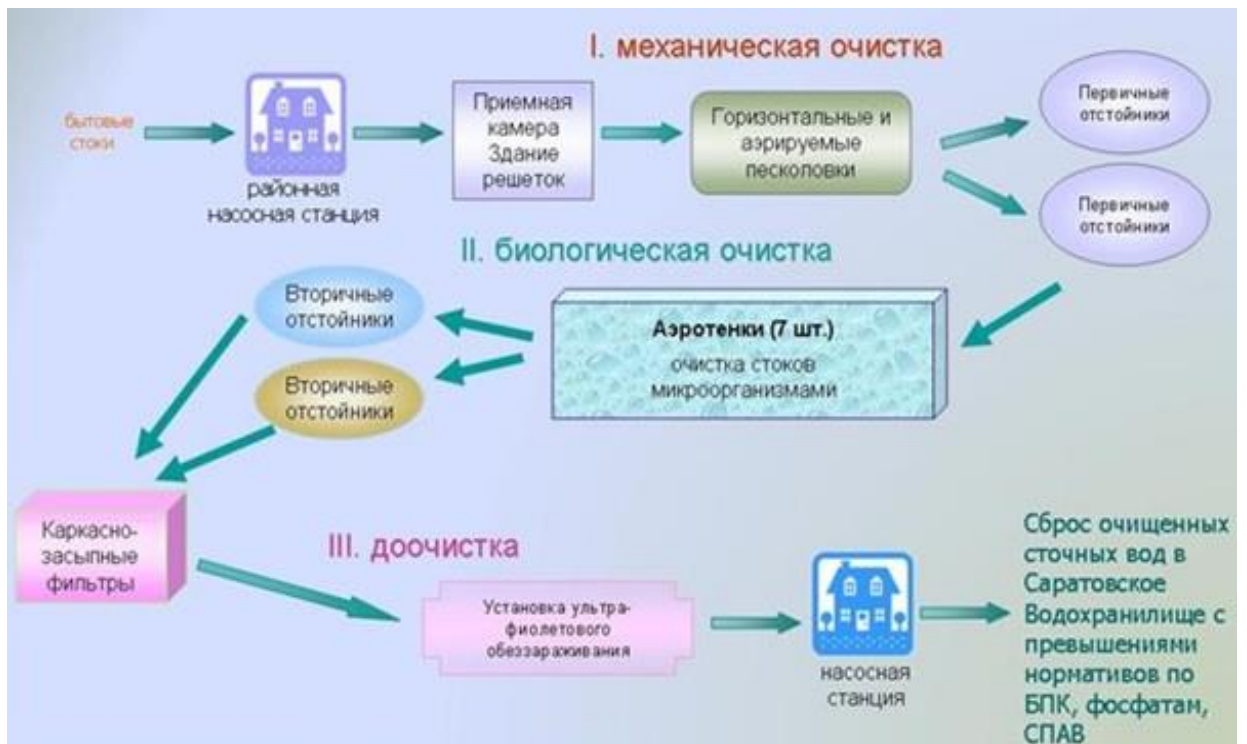 I. механическая очистка
бытовые
стоки
районная
насосная станция
Приемная
камера
Здание
решеток
Горизонтальные и
аэрируемые
песколовки
Первичные
отстойники
Первичные
отстойники
II. биологическая очистка
Вторичные
отстойники
Вторичные
отстойники
Аэротенки (7 шт.)
очистка стоков
микроорганизмами
Каркасно-
засыпные
фильтры
III. доочистка
Установка ультра-
фиолетового
обеззараживания
насосная
станция
Сброс очищенных
сточных вод в
Саратовское
Водохранилище с
превышениями
нормативов по
БПК, фосфатам,
СПАВ